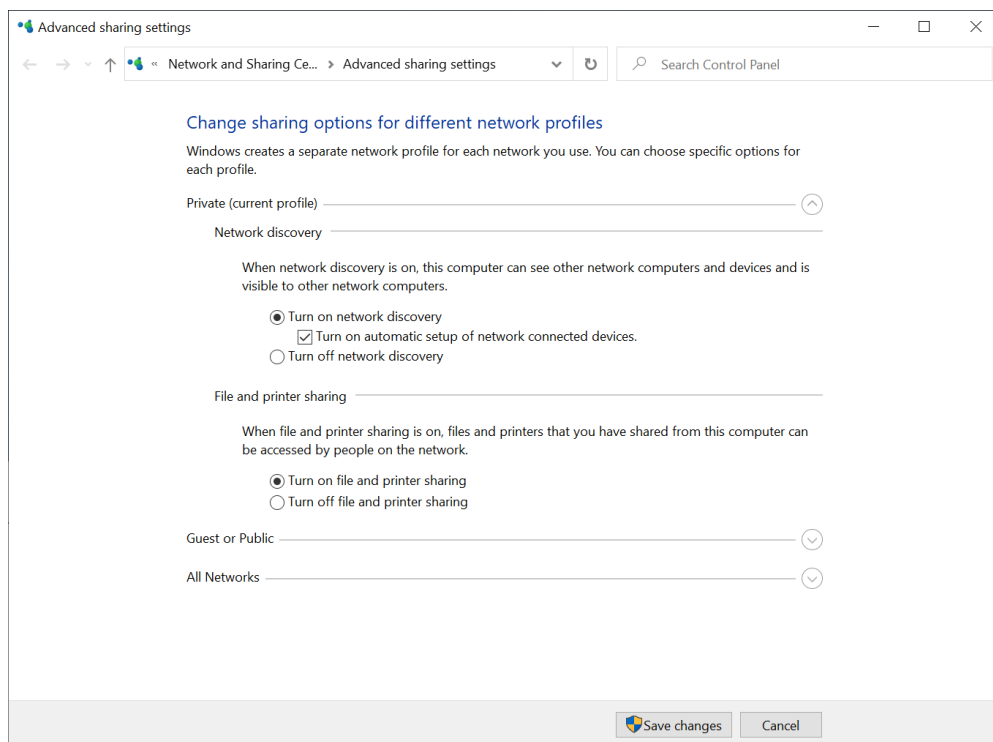 Advanced sharing settings
« Network and Sharing Ce... › Advanced sharing settings
Search Control Panel
Change sharing options for different network profiles
Windows creates a separate network profile for each network you use. You can choose specific options for
each profile.
Private (current profile)
Network discovery
When network discovery is on, this computer can see other network computers and devices and is
visible to other network computers.
Turn on network discovery
Turn on automatic setup of network connected devices.
Turn off network discovery
File and printer sharing
When file and printer sharing is on, files and printers that you have shared from this computer can
be accessed by people on the network.
Turn on file and printer sharing
Turn off file and printer sharing
Guest or Public
All Networks
Save changes
Cancel